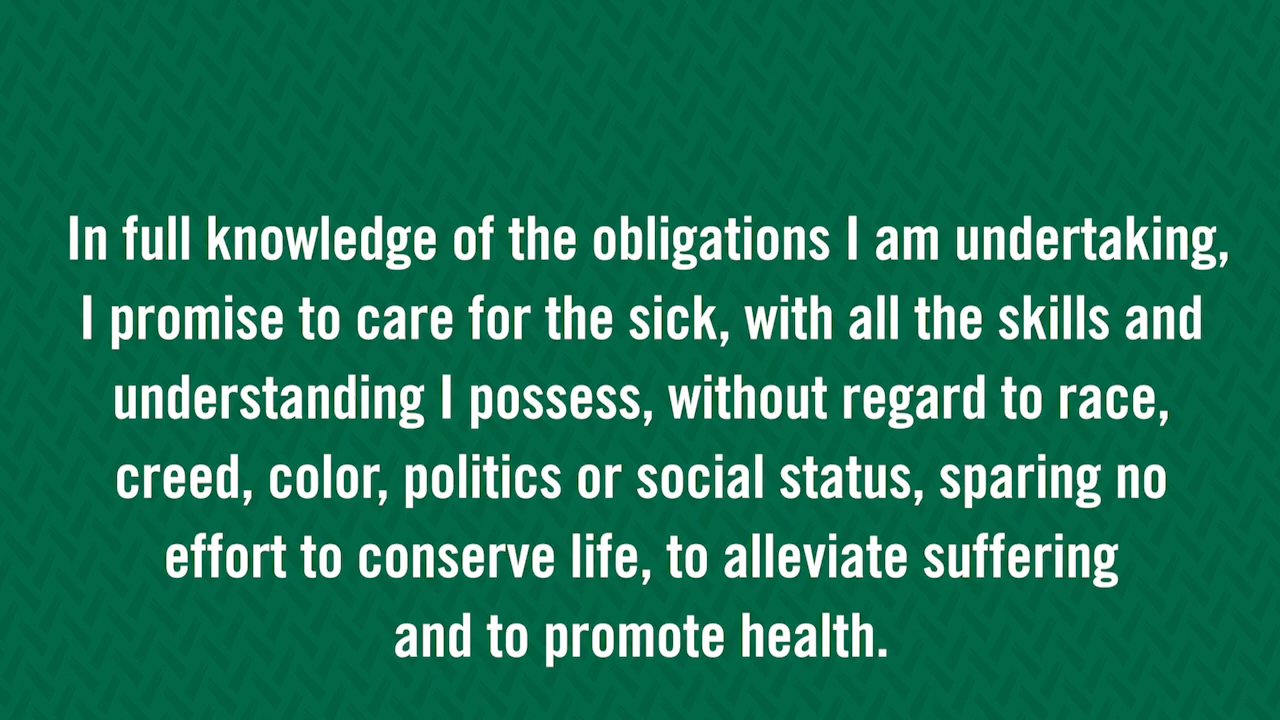 In full knowledge of the obligations I am undertaking,
I promise to care for the sick, with all the skills and
understanding I possess, without regard to race,
creed, color, politics or social status, sparing no
effort to conserve life, to alleviate suffering
and to promote health.